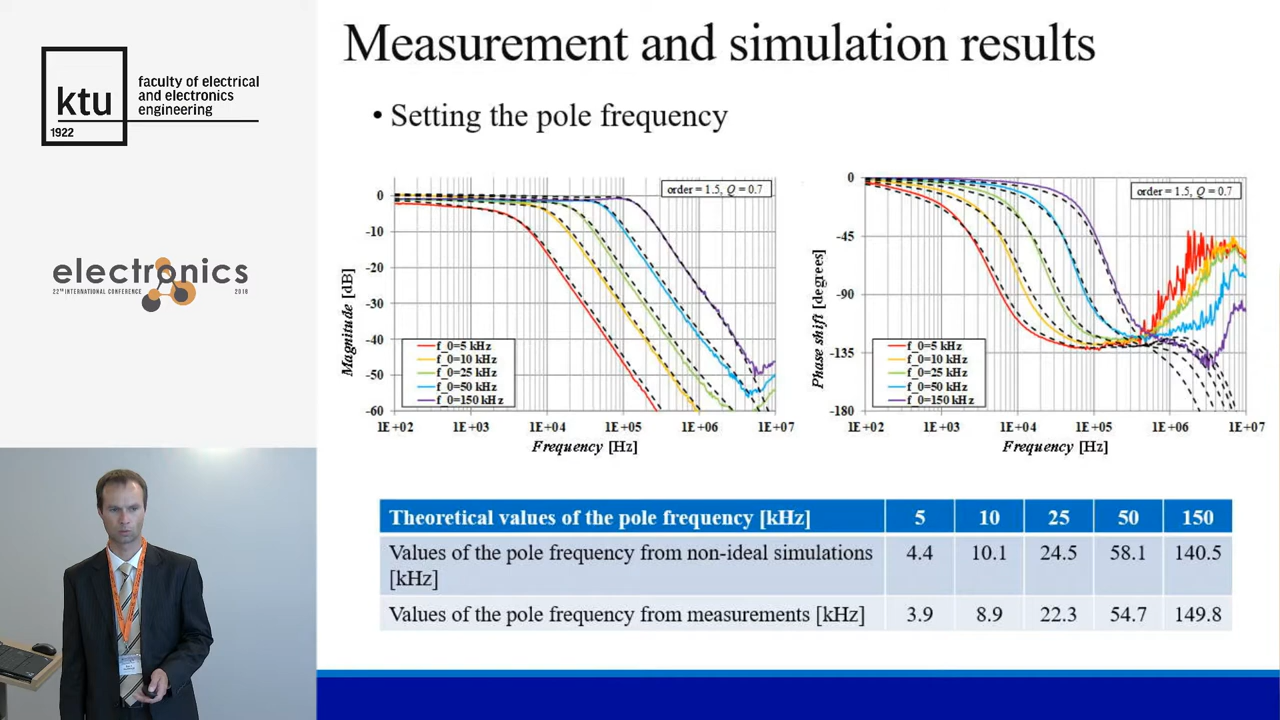 ktu
1922
faculty of electrical
and electronics
engineering
electronics
22ND INTERNATIONAL CONFERENCE 2018
Measurement and simulation results
• Setting the pole frequency
order = 1.5, Q = 0.7
0
-10
-20
-30
-40
-50
-60
Magnitude [dB]
f_0=5 kHz
f_0=10 kHz
f_0=25 kHz
f_0=50 kHz
f_0=150 kHz
1E+02 1E+03 1E+04 1E+05 1E+06 1E+07
Frequency [Hz]
order = 1.5, Q = 0.7
0
-45
-90
-135
-180
Phase shift [degrees]
f_0=5 kHz
f_0=10 kHz
f_0=25 kHz
f_0=50 kHz
f_0=150 kHz
1E+02 1E+03 1E+04 1E+05 1E+06 1E+07
Frequency [Hz]
Theoretical values of the pole frequency [kHz] 5 10 25 50 150
Values of the pole frequency from non-ideal simulations 4.4 10.1 24.5 58.1 140.5
[kHz]
Values of the pole frequency from measurements [kHz] 3.9 8.9 22.3 54.7 149.8